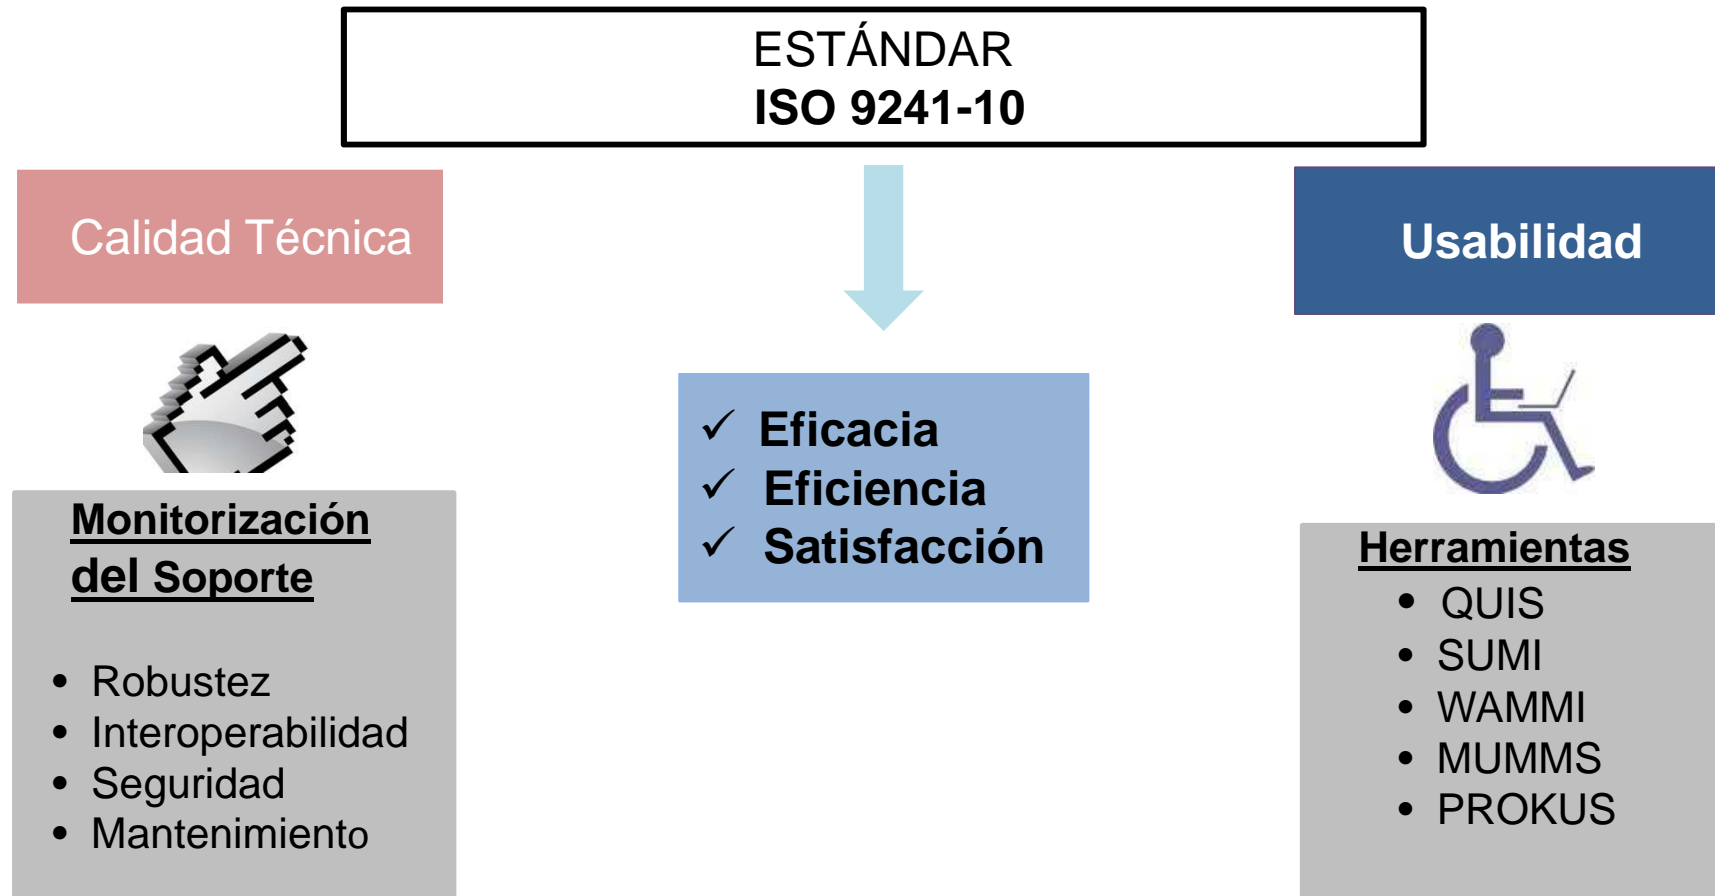 ESTÁNDAR
ISO 9241-10
Calidad Técnica
Monitorización
del Soporte
• Robustez
• Interoperabilidad
• Seguridad
• Mantenimiento
✓ Eficacia
✓ Eficiencia
✓ Satisfacción
Usabilidad
Herramientas
• QUIS
• SUMI
• WAMMI
• MUMMS
• PROKUS